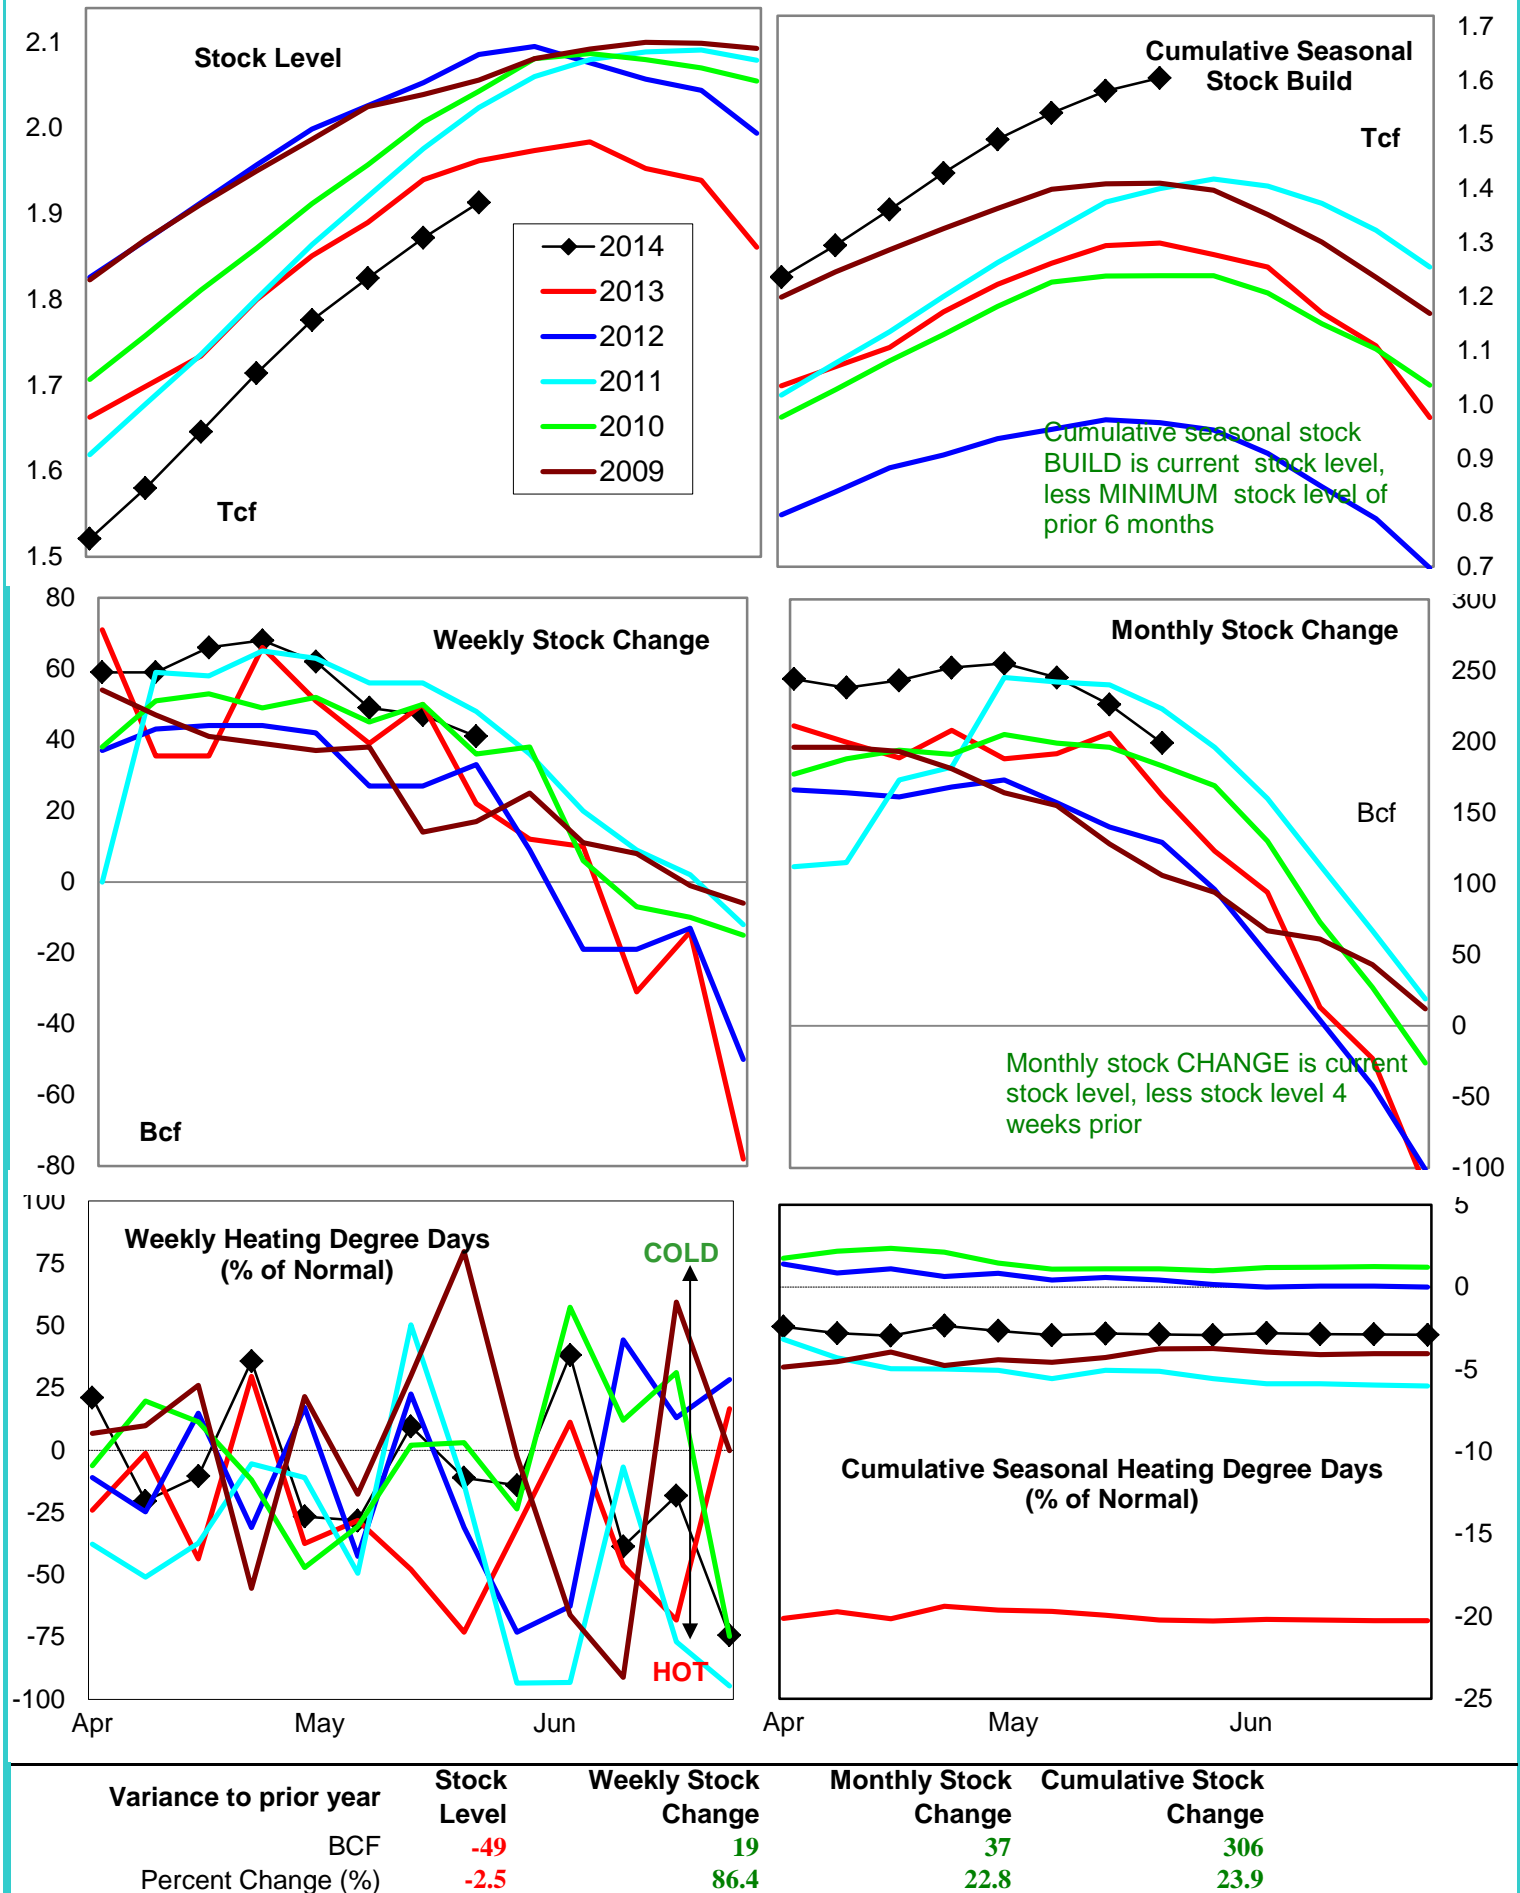 Stock Level
2.1
2.0
1.9
1.8
1.7
1.6
1.5
Tcf
2014
2013
2012
2011
2010
2009
Cumulative Seasonal
Stock Build
Tcf
1.7
1.6
1.5
1.4
1.3
1.2
1.1
1.0
0.9
0.8
0.7
Cumulative seasonal stock
BUILD is current stock level,
less MINIMUM stock level of
prior 6 months
Weekly Stock Change
80
60
40
20
0
-20
-40
-60
-80
Bcf
Monthly Stock Change
300
250
200
150
100
50
0
-50
-100
Bcf
Monthly stock CHANGE is current
stock level, less stock level 4
weeks prior
Weekly Heating Degree Days
(% of Normal)
COLD
HOT
100
75
50
25
0
-25
-50
-75
-100
Apr May Jun
Cumulative Seasonal Heating Degree Days
(% of Normal)
5
0
-5
-10
-15
-20
-25
Apr May Jun
Variance to prior year
Stock Weekly Stock Monthly Stock Cumulative Stock
Level Change Change Change
BCF -49 19 37 306
Percent Change (%) -2.5 86.4 22.8 23.9